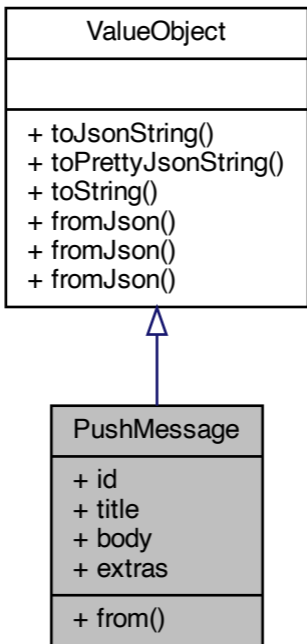 ValueObject
+ toJsonString()
+ toPrettyJsonString()
+ toString()
+ fromJson()
+ fromJson()
+ fromJson()
PushMessage
+ id
+ title
+ body
+ extras
+ from()